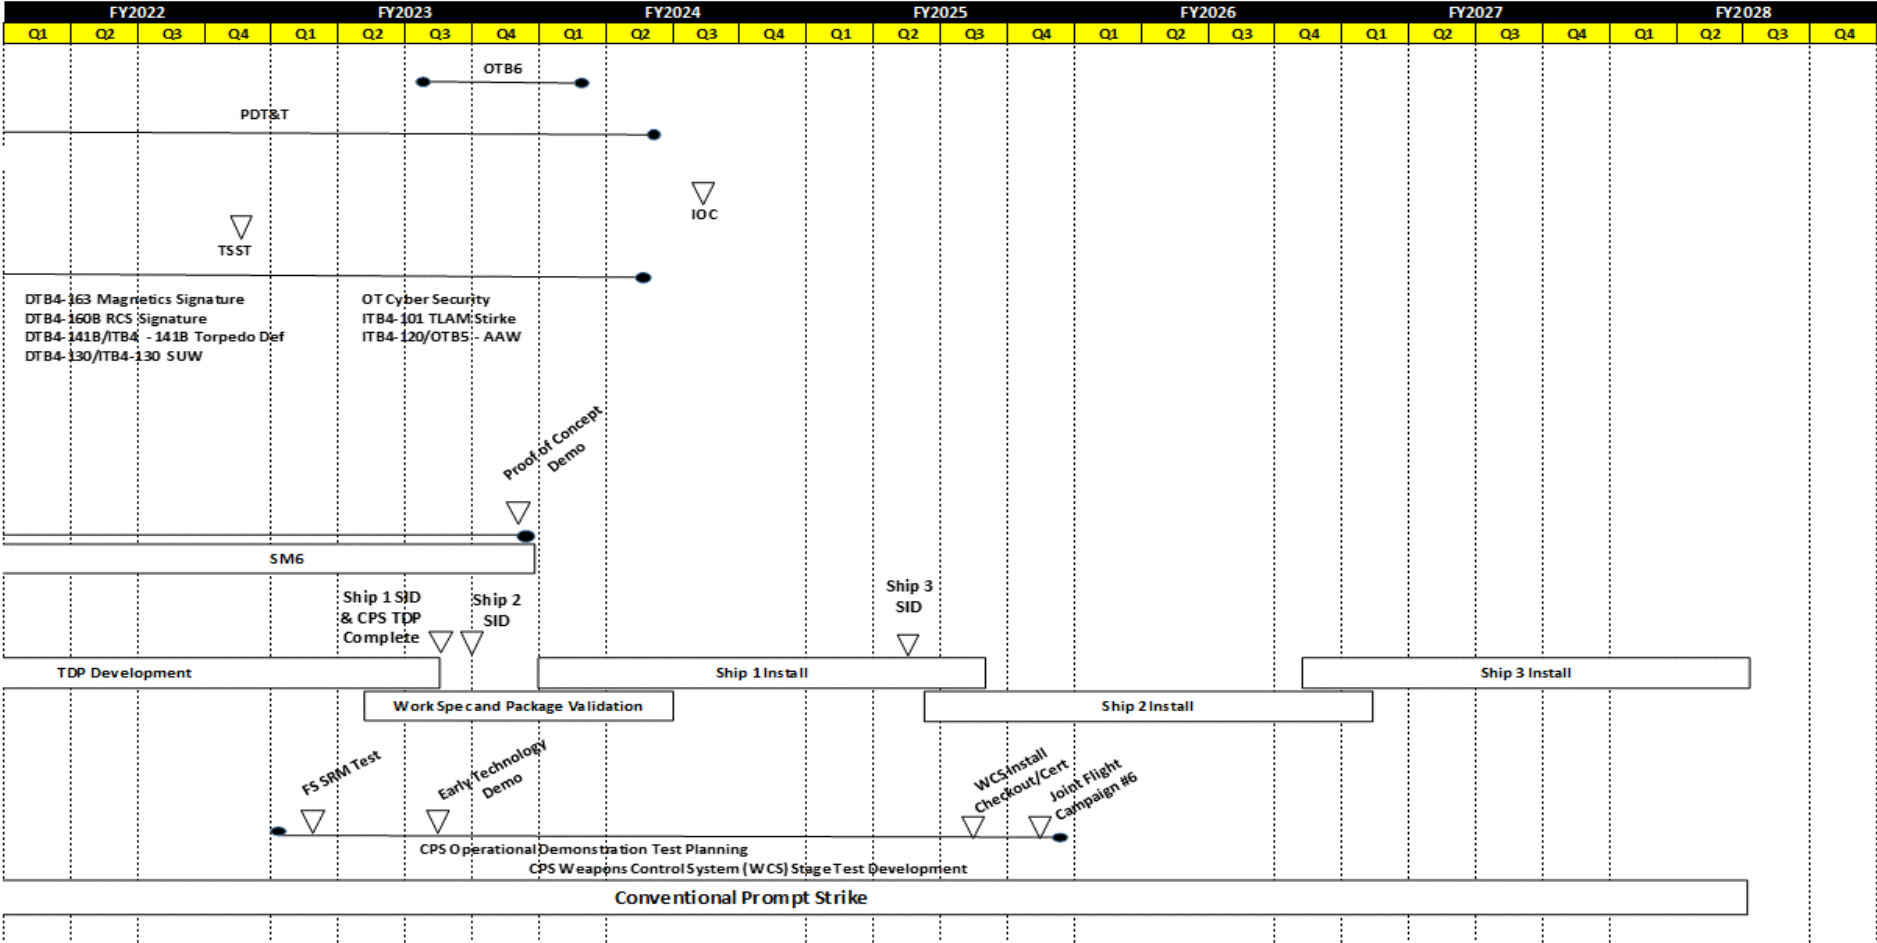 FY2022 FY2023 FY2024 FY2025 FY2026 FY2027 FY2028
Q1 Q2 Q3 Q4 Q1 Q2 Q3 Q4 Q1 Q2 Q3 Q4 Q1 Q2 Q3 Q4 Q1 Q2 Q3 Q4 Q1 Q2 Q3 Q4 Q1 Q2 Q3 Q4
OTB6
PDT&T
IOC
TSST
DTB4-163 Magnetics Signature
DTB4-160B RCS Signature
DTB4-141B/ITB4 - 141B Torpedo Def
DTB4-130/ITB4-130 SUW
OT Cyber Security
ITB4-101 TLAM Stirke
ITB4-120/OTB5 - AAW
Proof of Concept
Demo
SM6
Ship 1 SID
& CPS TDP
Complete
Ship 2
SID
Ship 3
SID
TDP Development
Ship 1 Install
Ship 3 Install
Work Spec and Package Validation
Ship 2 Install
FS SRM Test
Early Technology
Demo
WCS Install
Checkout/Cert
Joint Flight
Campaign #6
CPS Operational Demonstration Test Planning
CPS Weapons Control System (WCS) Stage Test Development
Conventional Prompt Strike